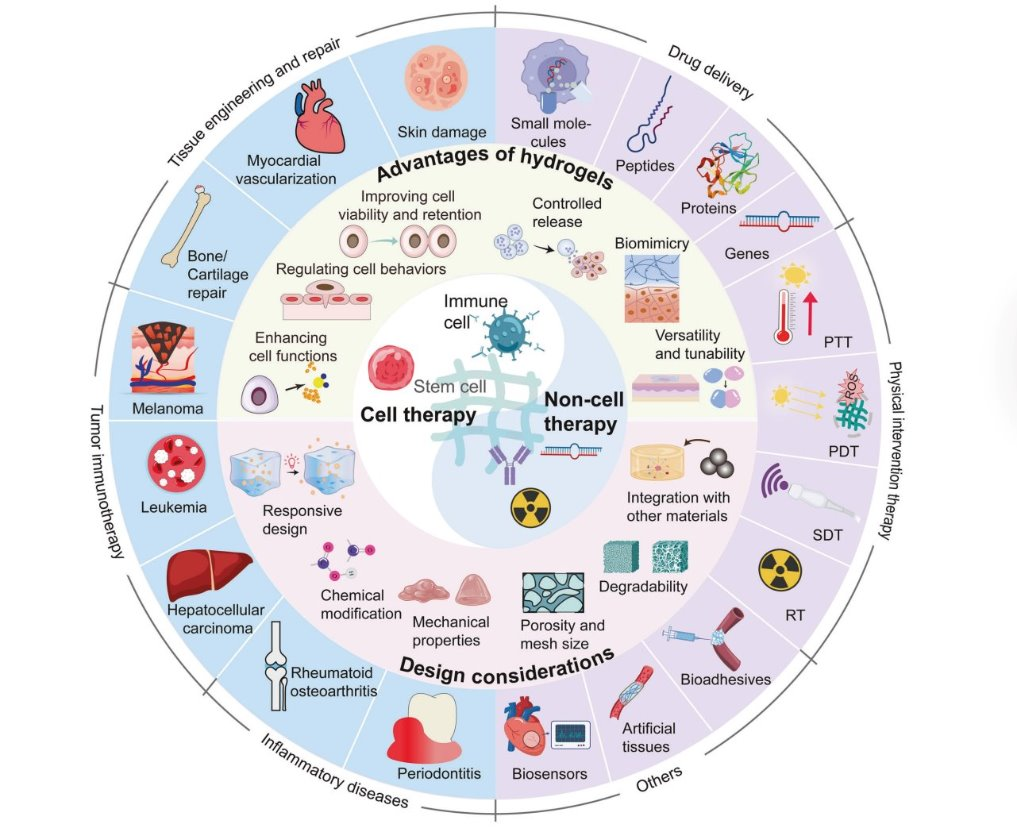 Tissue engineering and repair
Drug delivery
Physical intervention therapy
Others
Inflammatory diseases
Tumor immunotherapy
Skin damage
Myocardial
vascularization
Bone/
Cartilage
repair
Melanoma
Leukemia
Hepatocellular
carcinoma
Rheumatoid
osteoarthritis
Periodontitis
Small mole-
cules
Peptides
Proteins
Genes
PTT
ROS
PDT
SDT
RT
Bioadhesives
Artificial
tissues
Biosensors
Advantages of hydrogels
Improving cell
viability and retention
Regulating cell behaviors
Enhancing
cell functions
Controlled
release
Biomimicry
Versatility
and tunability
Immune
cell
Stem cell
Cell therapy
Non-cell
therapy
Responsive
design
Chemical
modification
Mechanical
properties
Porosity and
mesh size
Degradability
Integration with
other materials
Design considerations